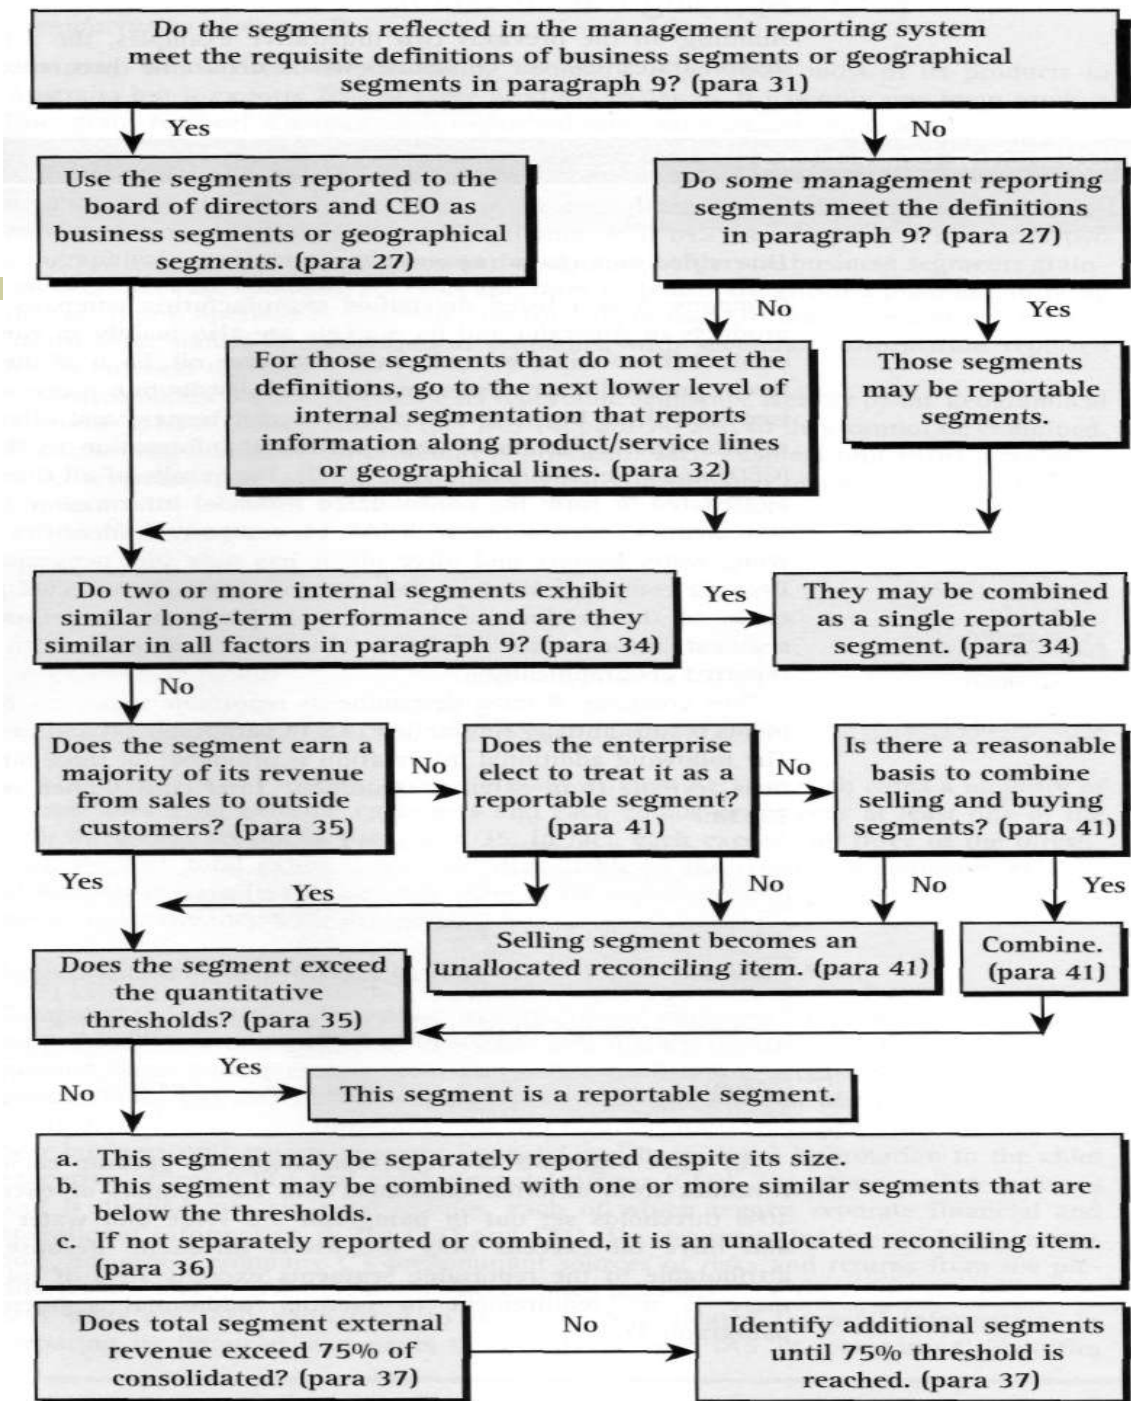 Do the segments reflected in the management reporting system
meet the requisite definitions of business segments or geographical
segments in paragraph 9? (para 31)
Yes
No
Use the segments reported to the
board of directors and CEO as
business segments or geographical
segments. (para 27)
Do some management reporting
segments meet the definitions
in paragraph 9? (para 27)
No
Yes
For those segments that do not meet the
definitions, go to the next lower level of
internal segmentation that reports
information along product/service lines
or geographical lines. (para 32)
Those segments
may be reportable
segments.
Do two or more internal segments exhibit
similar long-term performance and are they
similar in all factors in paragraph 9? (para 34)
Yes
They may be combined
as a single reportable
segment. (para 34)
No
Does the segment earn a
majority of its revenue
from sales to outside
customers? (para 35)
No
Does the enterprise
elect to treat it as a
reportable segment?
(para 41)
No
Is there a reasonable
basis to combine
selling and buying
segments? (para 41)
Yes
Yes
No
No
Yes
Selling segment becomes an
unallocated reconciling item. (para 41)
Combine.
(para 41)
Does the segment exceed
the quantitative
thresholds? (para 35)
Yes
No
This segment is a reportable segment.
a. This segment may be separately reported despite its size.
b. This segment may be combined with one or more similar segments that are
below the thresholds.
c. If not separately reported or combined, it is an unallocated reconciling item.
(para 36)
Does total segment external
revenue exceed 75% of
consolidated? (para 37)
No
Identify additional segments
until 75% threshold is
reached. (para 37)